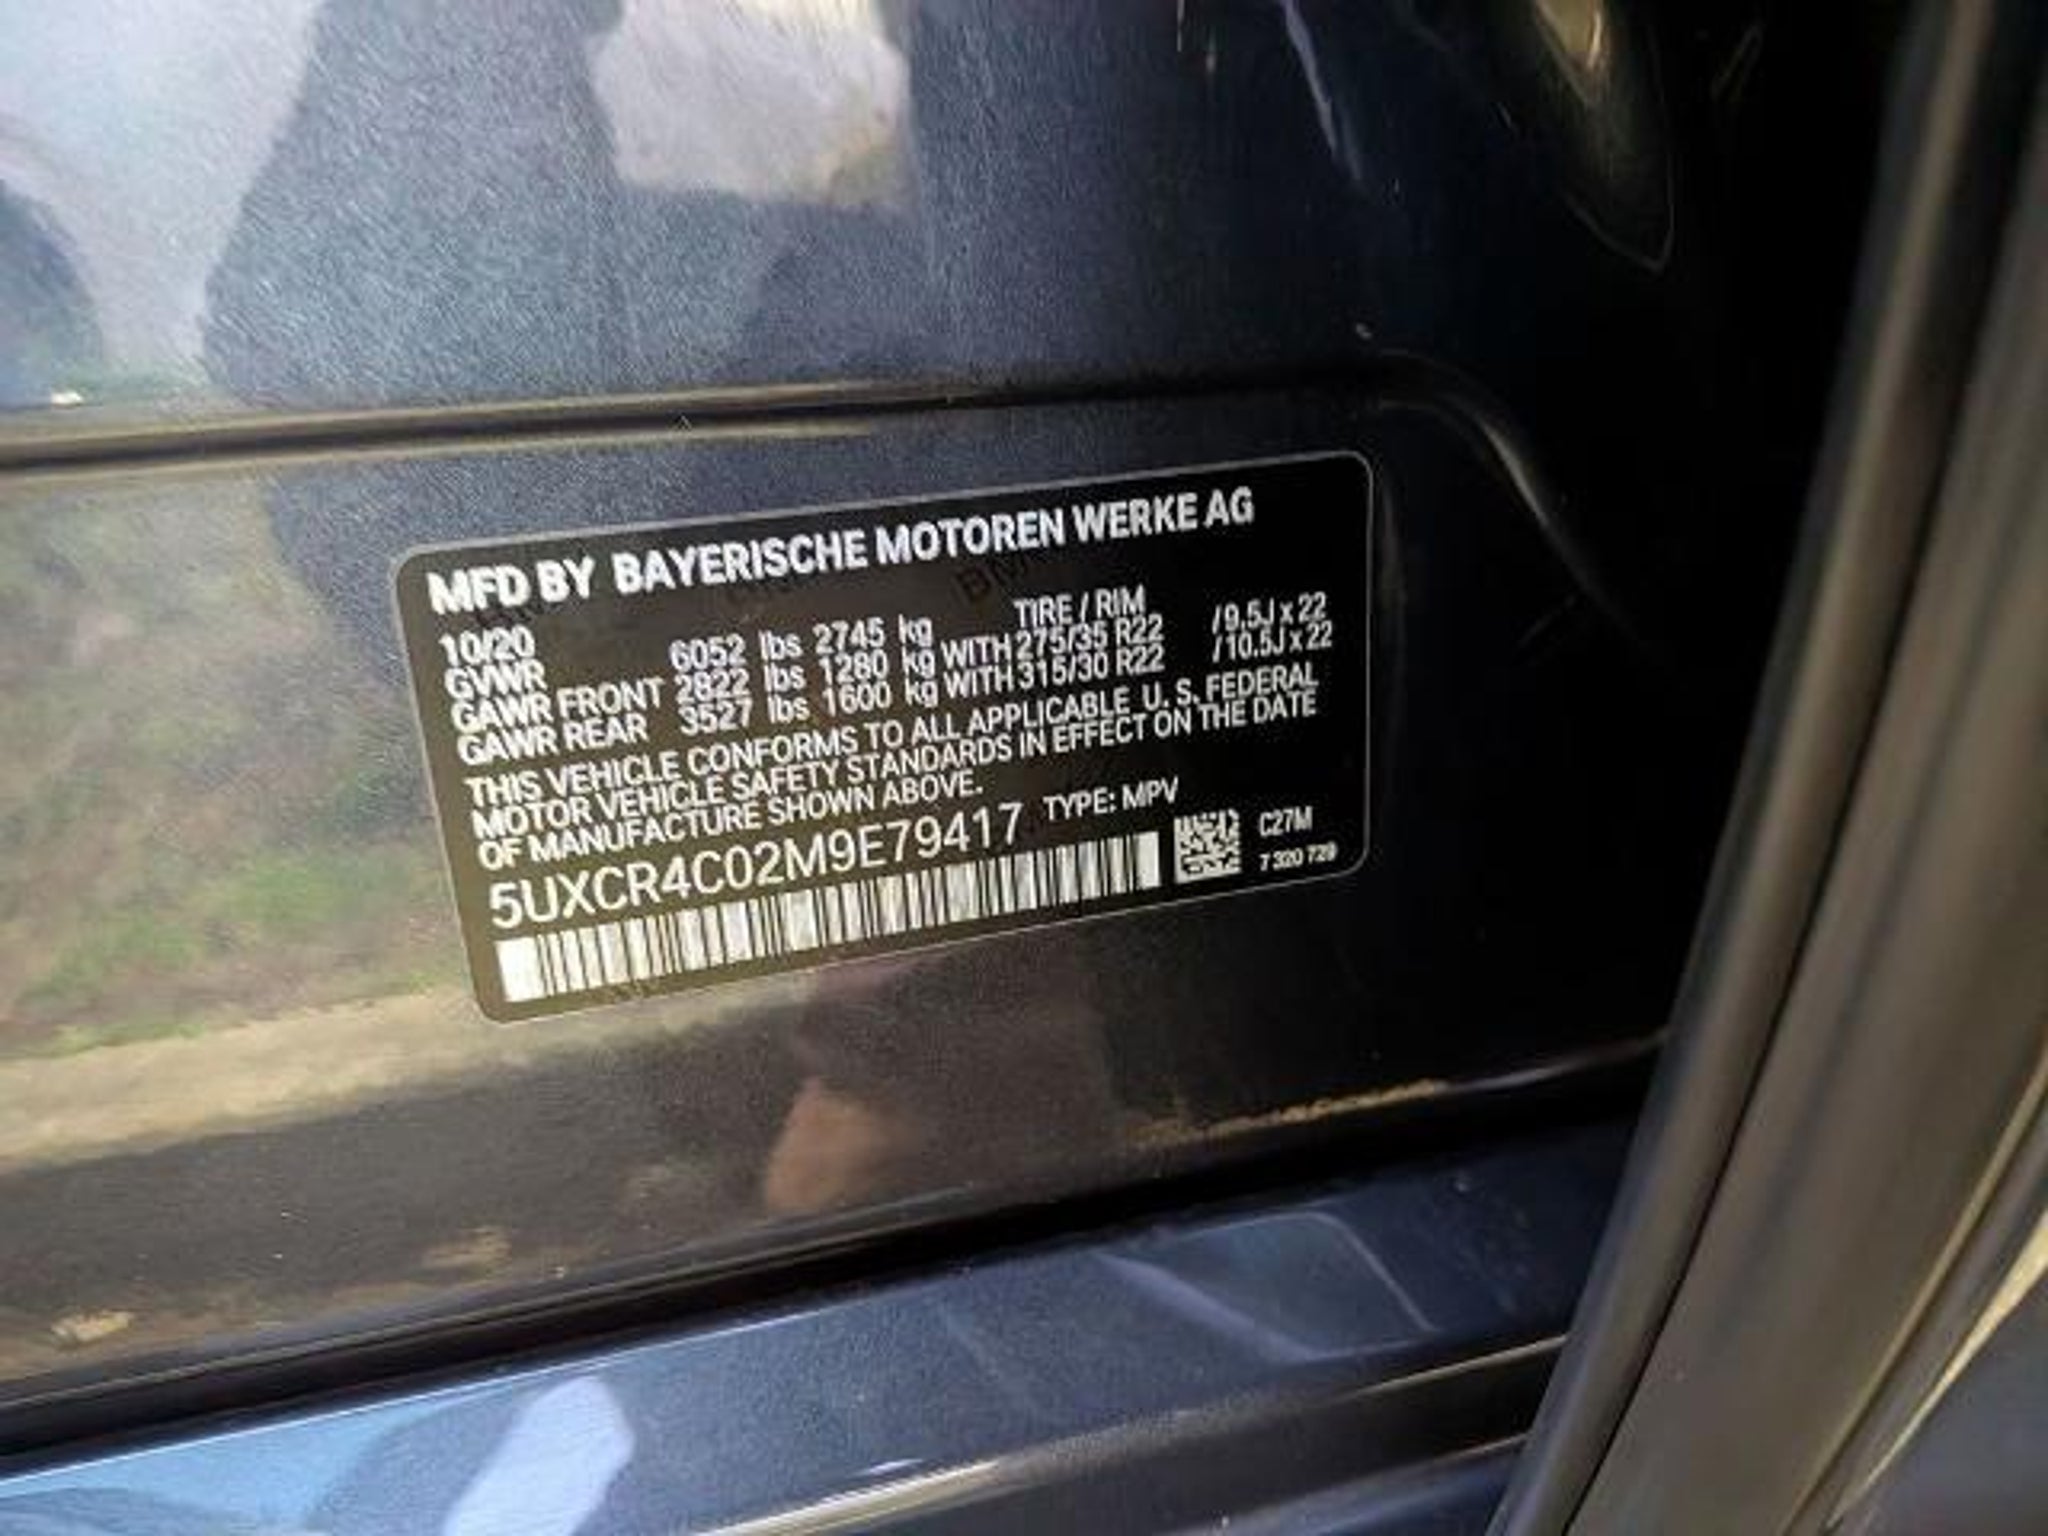 MFD BY BAYERISCHE MOTOREN WERKE AG
10/20 TIRE / RIM
GVWR 6052 lbs 2745 kg
GAWR FRONT 2822 lbs 1280 kg WITH 275/35 R22 /9.5J x 22
GAWR REAR 3527 lbs 1600 kg WITH 315/30 R22 /10.5J x 22
THIS VEHICLE CONFORMS TO ALL APPLICABLE U. S. FEDERAL
MOTOR VEHICLE SAFETY STANDARDS IN EFFECT ON THE DATE
OF MANUFACTURE SHOWN ABOVE.
5UXCR4C02M9E79417 TYPE: MPV
C27M
7 320 729